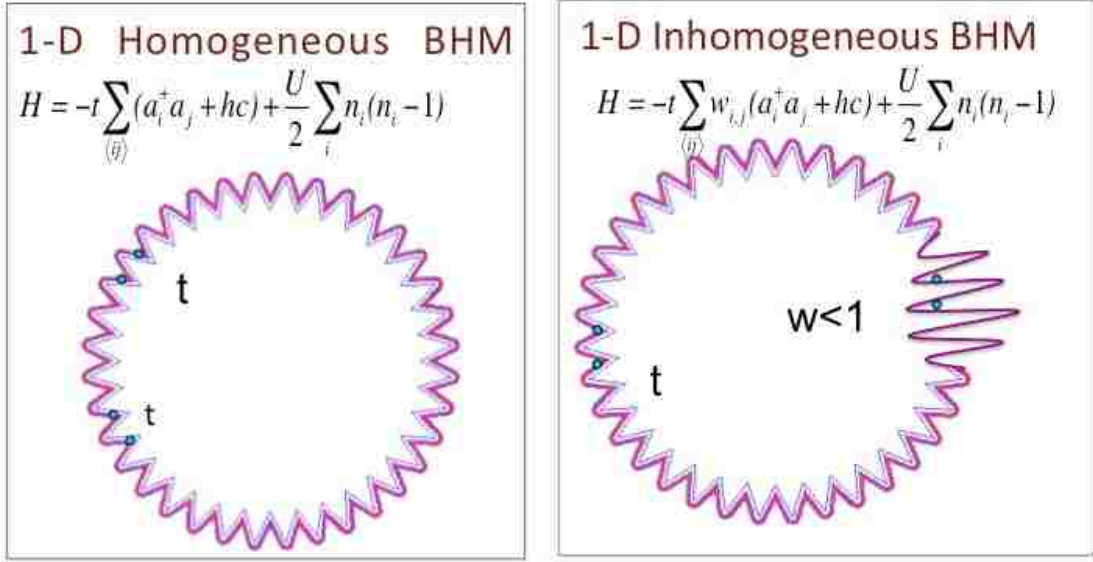 1-D Homogeneous BHM
H = -t∑_{⟨ij⟩}(a_i^+ a_j + hc) + U/2 ∑_i n_i(n_i - 1)
t
t
1-D Inhomogeneous BHM
H = -t∑_{⟨ij⟩} w_{i,j}(a_i^+ a_j + hc) + U/2 ∑_i n_i(n_i - 1)
w<1
t